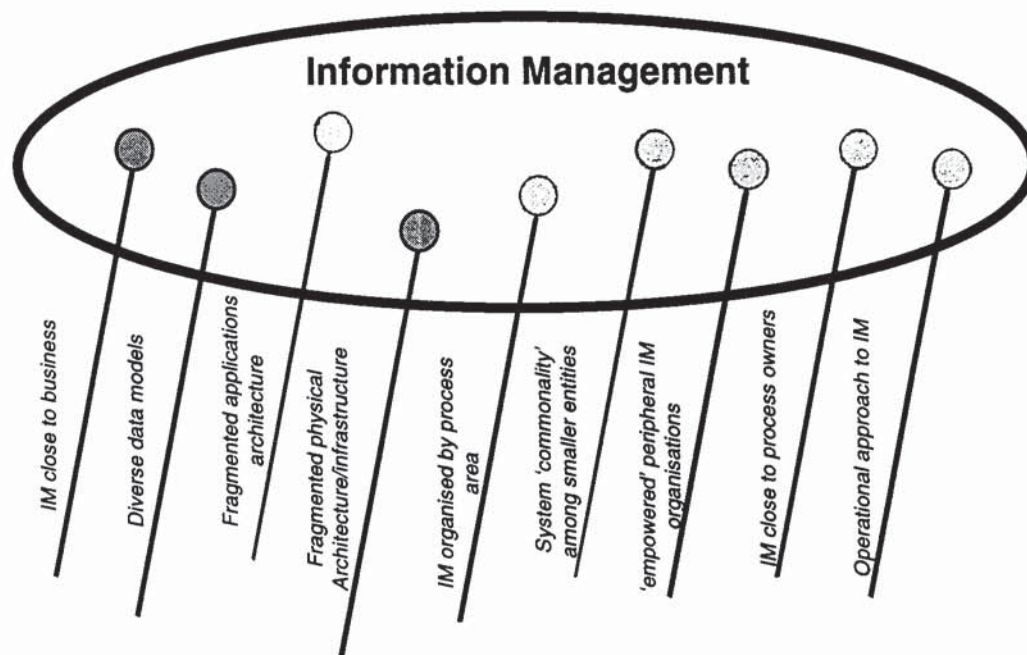 Information Management
IM close to business
Diverse data models
Fragmented applications
architecture
Fragmented physical
Architecture/infrastructure
IM organised by process
area
System 'commonality'
among smaller entities
'empowered' peripheral IM
organisations
IM close to process owners
Operational approach to IM